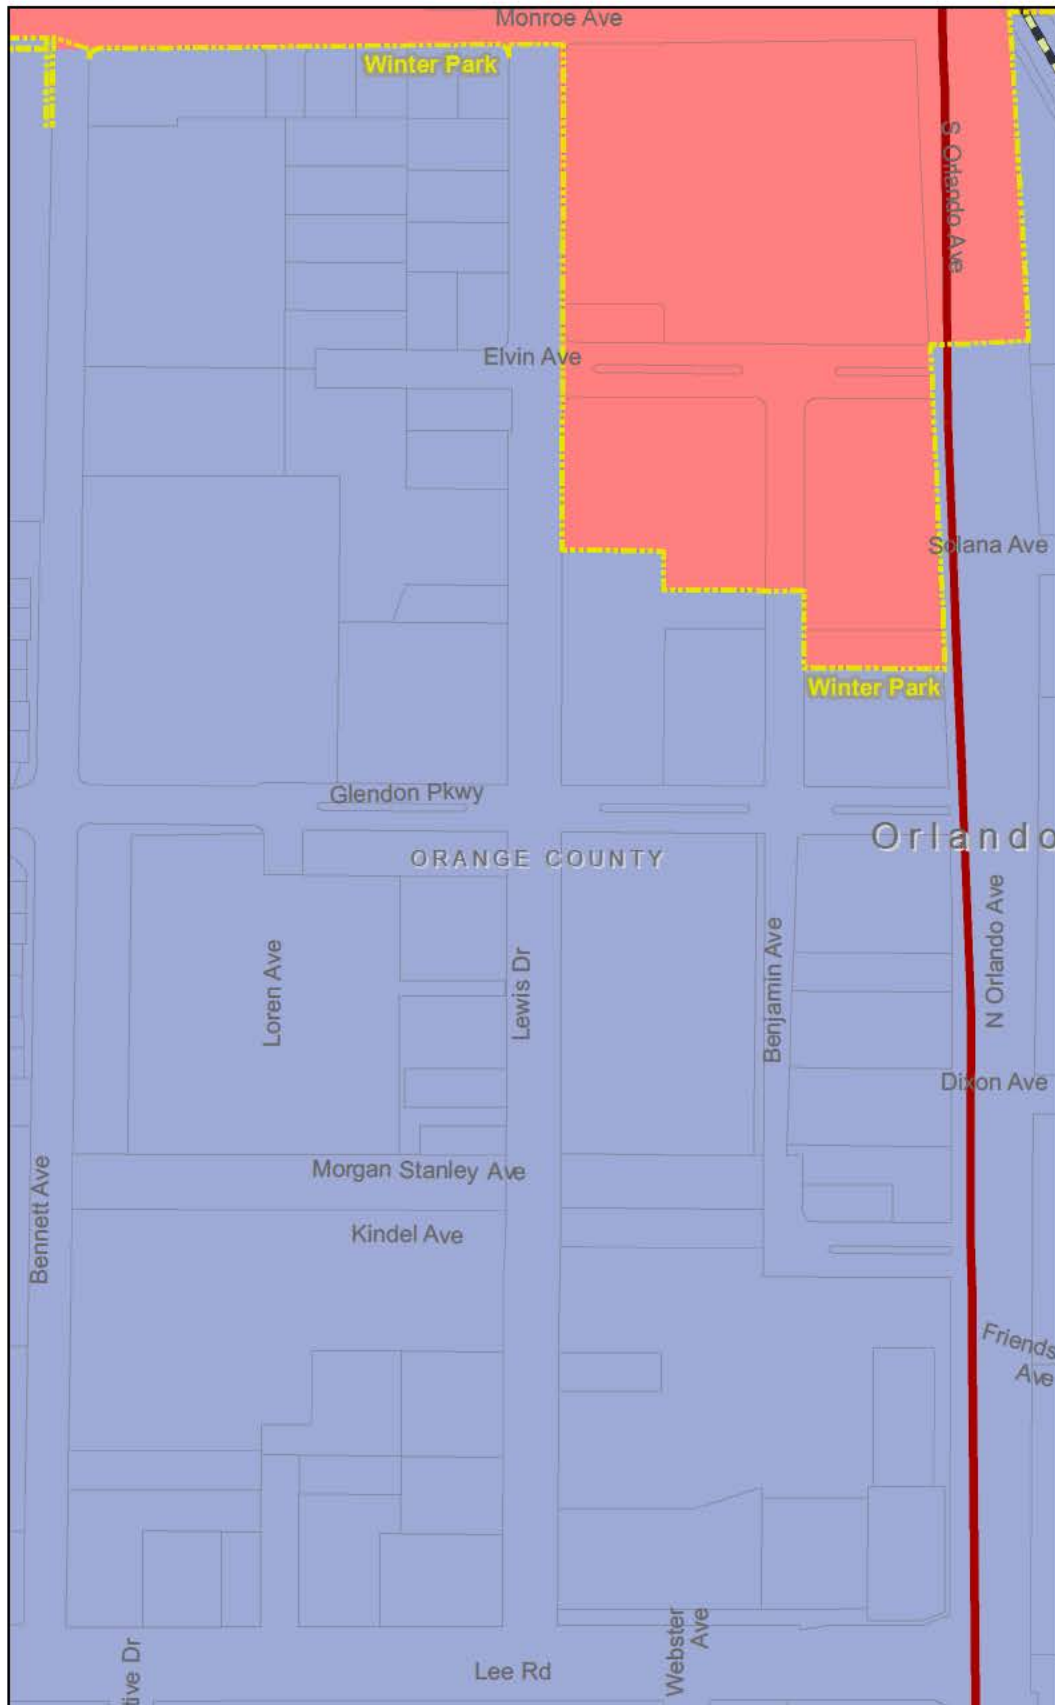 Monroe Ave
Winter Park
S Orlando Ave
Elvin Ave
Solana Ave
Winter Park
Glendon Pkwy
Orlando
ORANGE COUNTY
Loren Ave
Lewis Dr
Benjamin Ave
N Orlando Ave
Dixon Ave
Morgan Stanley Ave
Bennett Ave
Kindel Ave
Friends
Ave
Webster
Ave
tive Dr
Lee Rd